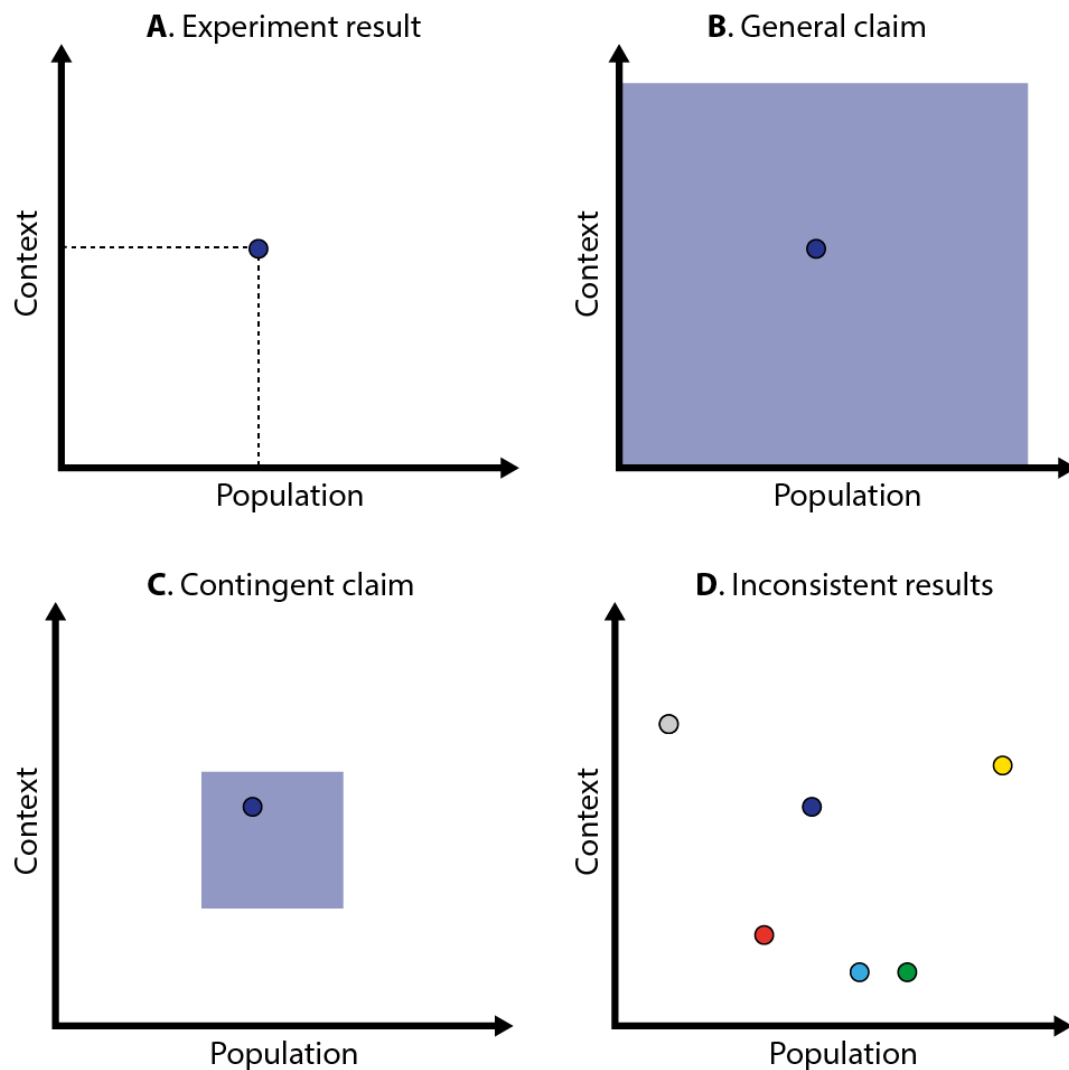 A. Experiment result
Context
Population
B. General claim
Context
Population
C. Contingent claim
Context
Population
D. Inconsistent results
Context
Population